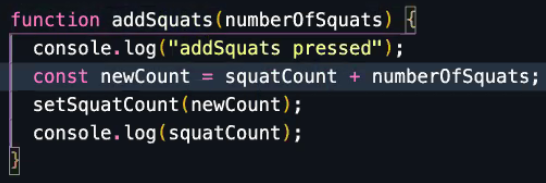 function addSquats(numberOfSquats) {
  console.log("addSquats pressed");
  const newCount = squatCount + numberOfSquats;
  setSquatCount(newCount);
  console.log(squatCount);
}